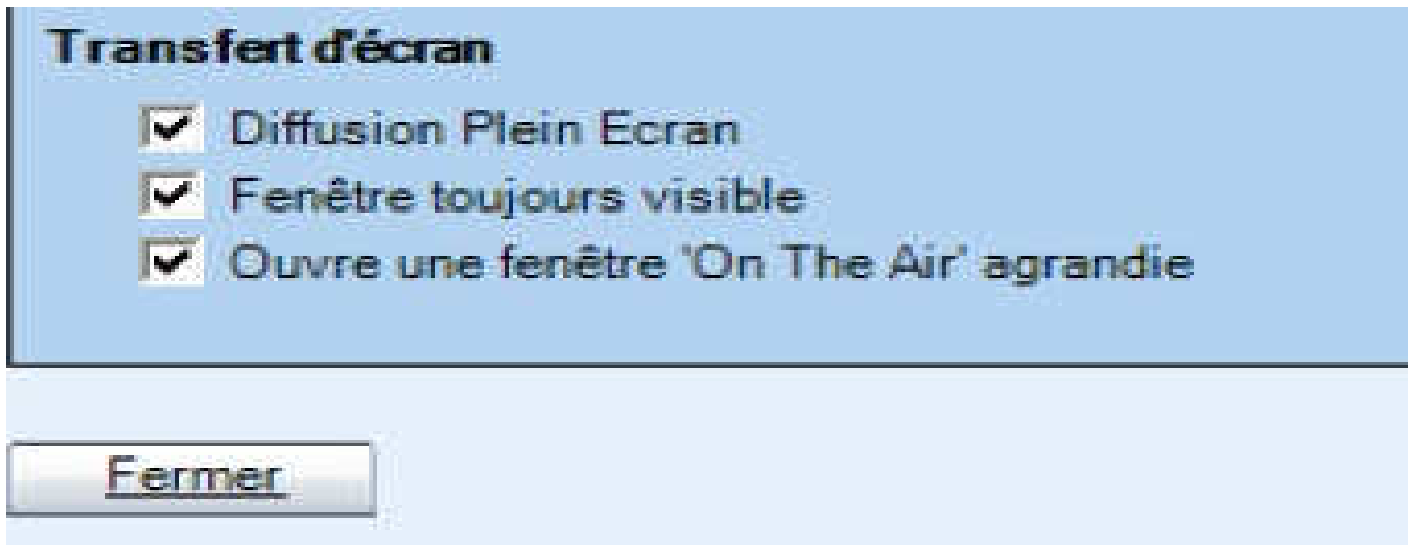 Transfert d'écran
Diffusion Plein Ecran
Fenêtre toujours visible
Ouvre une fenêtre 'On The Air' agrandie
Fermer